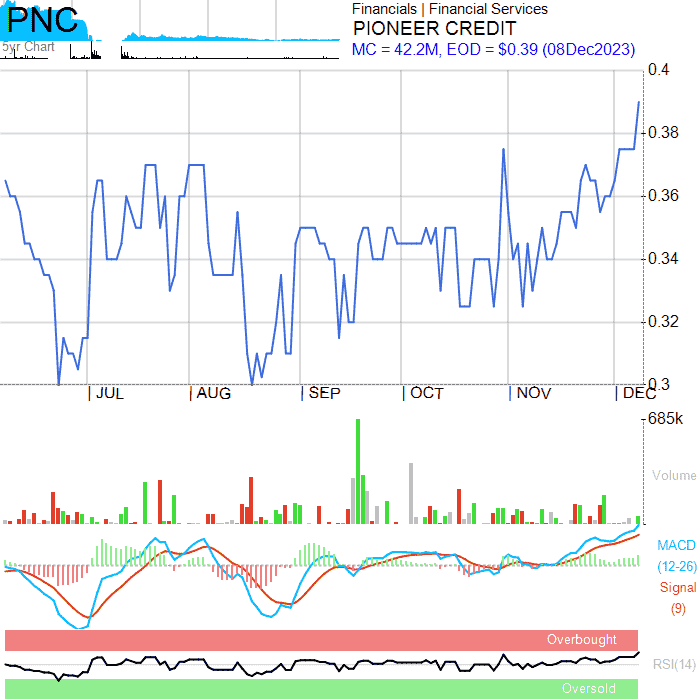 PNC
5yr Chart
Financials | Financial Services
PIONEER CREDIT
MC = 42.2M, EOD = $0.39 (08Dec2023)
0.4
0.38
0.36
0.34
0.32
0.3
JUL AUG SEP OCT NOV DEC
685k
Volume
MACD
(12-26)
Signal
(9)
Overbought
RSI(14)
Oversold